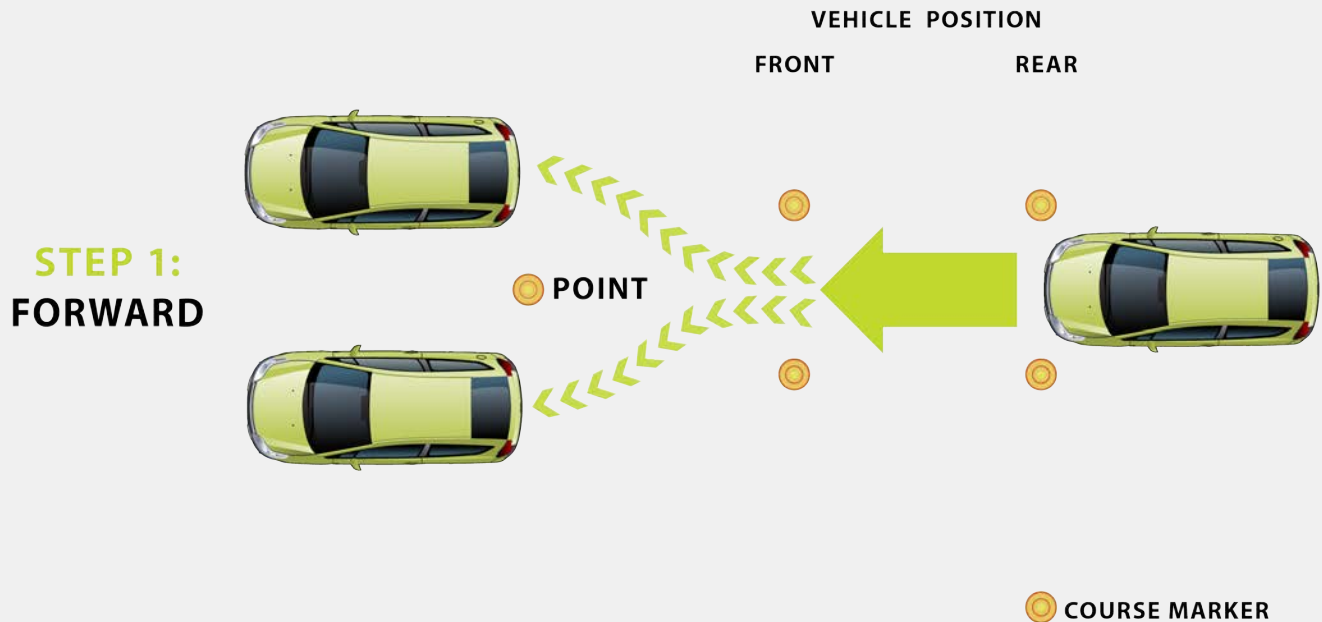 VEHICLE POSITION
FRONT REAR
STEP 1:
FORWARD
POINT
COURSE MARKER